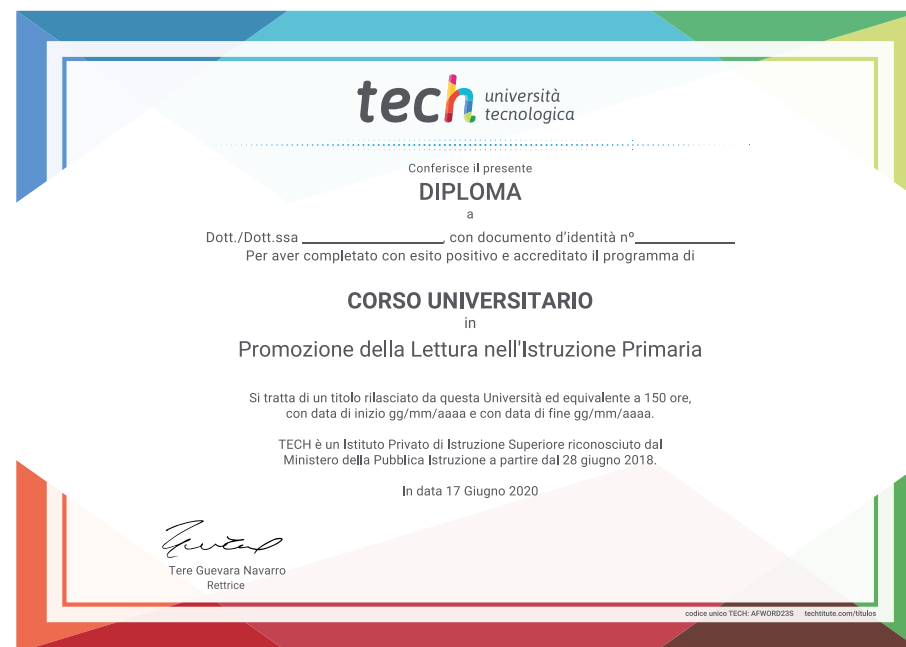 tech università
tecnologica
Conferisce il presente
DIPLOMA
a
Dott./Dott.ssa __________________, con documento d'identità nº_____________
Per aver completato con esito positivo e accreditato il programma di
CORSO UNIVERSITARIO
in
Promozione della Lettura nell'Istruzione Primaria
Si tratta di un titolo rilasciato da questa Università ed equivalente a 150 ore,
con data di inizio gg/mm/aaaa e con data di fine gg/mm/aaaa.
TECH è un Istituto Privato di Istruzione Superiore riconosciuto dal
Ministero della Pubblica Istruzione a partire dal 28 giugno 2018.
In data 17 Giugno 2020
Tere Guevara Navarro
Rettrice
codice unico TECH: AFWORD23S techtitute.com/titulos